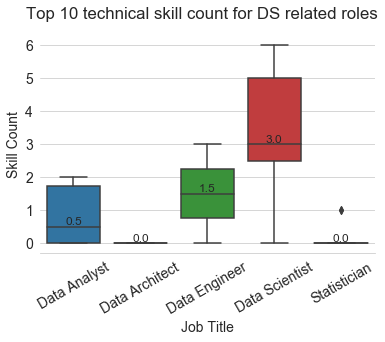 Top 10 technical skill count for DS related roles
6
5
4
3
2
1
0
Skill Count
0.5
0.0
1.5
3.0
0.0
Data Analyst
Data Architect
Data Engineer
Data Scientist
Statistician
Job Title